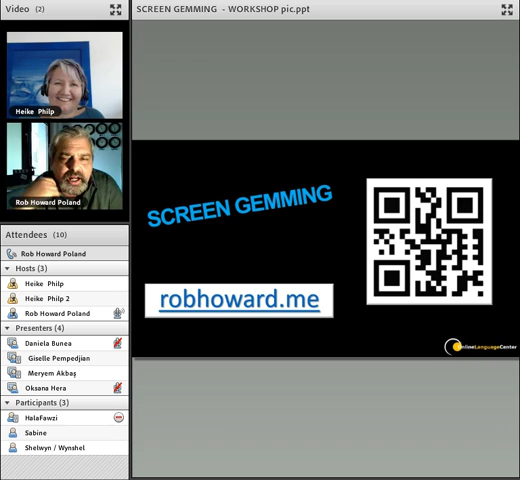 Video (2)
SCREEN GEMMING - WORKSHOP pic.ppt
Heike Philp
Rob Howard Poland
Attendees (10)
Rob Howard Poland
Hosts (3)
Heike Philp
Heike Philp 2
Rob Howard Poland
Presenters (4)
Daniela Bunea
Giselle Pempedjian
Meryem Akbaş
Oksana Hera
Participants (3)
HalaFawzi
Sabine
Shelwyn / Wynshel
SCREEN GEMMING
robhoward.me
OnlineLanguageCenter